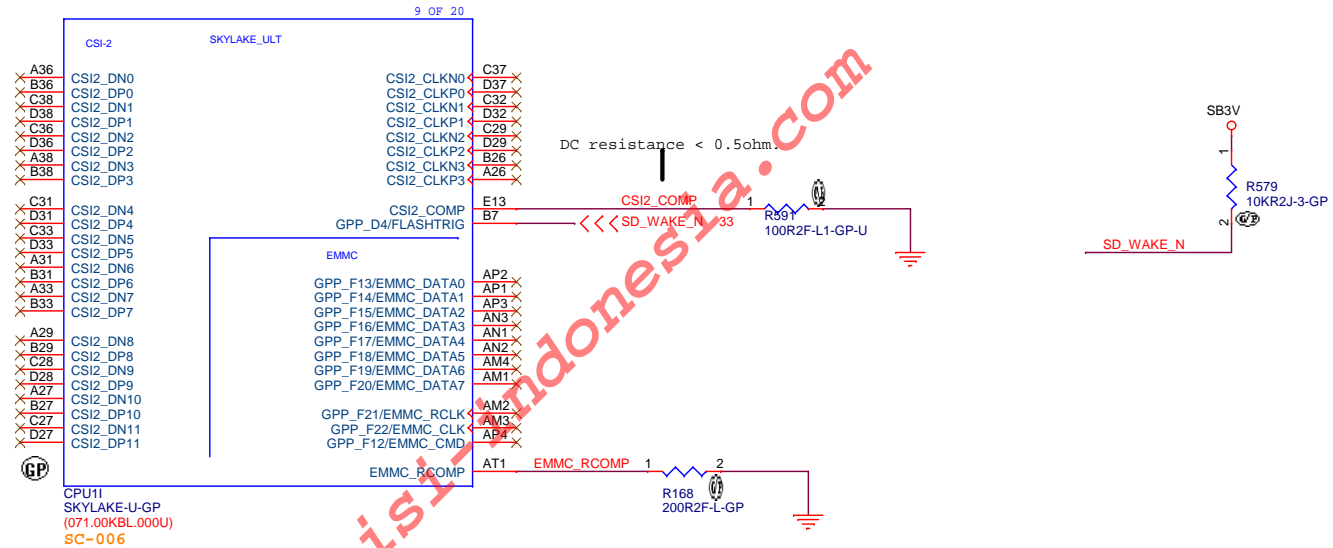 9 OF 20
CSI-2
SKYLAKE_ULT
A36 CSI2_DN0
B36 CSI2_DP0
C38 CSI2_DN1
D38 CSI2_DP1
C36 CSI2_DN2
D36 CSI2_DP2
A38 CSI2_DN3
B38 CSI2_DP3
C31 CSI2_DN4
D31 CSI2_DP4
C33 CSI2_DN5
D33 CSI2_DP5
A31 CSI2_DN6
B31 CSI2_DP6
A33 CSI2_DN7
B33 CSI2_DP7
A29 CSI2_DN8
B29 CSI2_DP8
C28 CSI2_DN9
D28 CSI2_DP9
A27 CSI2_DN10
B27 CSI2_DP10
C27 CSI2_DN11
D27 CSI2_DP11
CSI2_CLKN0 C37
CSI2_CLKP0 D37
CSI2_CLKN1 C32
CSI2_CLKP1 D32
CSI2_CLKN2 C29
CSI2_CLKP2 D29
CSI2_CLKN3 B26
CSI2_CLKP3 A26
DC resistance < 0.5ohm.
CSI2_COMP E13 CSI2_COMP 1 2
R591
100R2F-L1-GP-U
GPP_D4/FLASHTRIG B7 SD_WAKE_N 33
EMMC
GPP_F13/EMMC_DATA0 AP2
GPP_F14/EMMC_DATA1 AP1
GPP_F15/EMMC_DATA2 AP3
GPP_F16/EMMC_DATA3 AN3
GPP_F17/EMMC_DATA4 AN1
GPP_F18/EMMC_DATA5 AN2
GPP_F19/EMMC_DATA6 AM4
GPP_F20/EMMC_DATA7 AM1
GPP_F21/EMMC_RCLK AM2
GPP_F22/EMMC_CLK AM3
GPP_F12/EMMC_CMD AP4
EMMC_RCOMP AT1 EMMC_RCOMP 1 2
R168
200R2F-L-GP
GP
CPU1I
SKYLAKE-U-GP
(071.00KBL.000U)
SC-006
SB3V
1
R579
10KR2J-3-GP
2
SD_WAKE_N
isi-indonesia.com